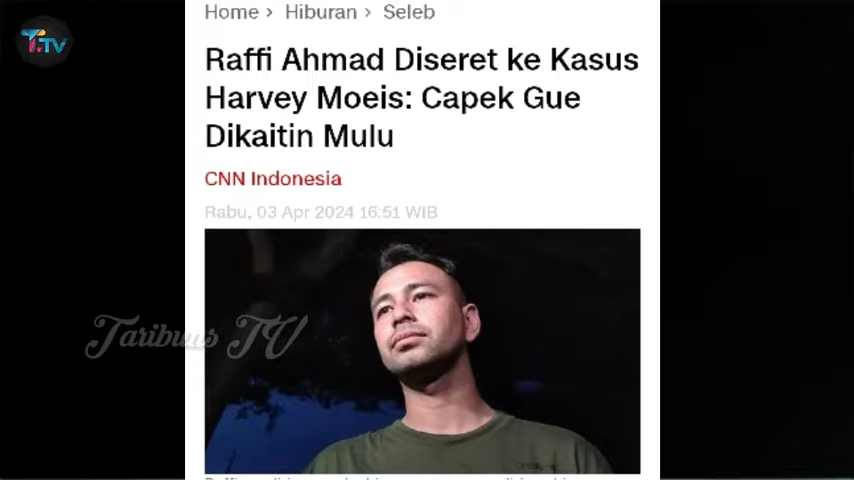 T.TV
Home › Hiburan › Seleb
Raffi Ahmad Diseret ke Kasus
Harvey Moeis: Capek Gue
Dikaitin Mulu
CNN Indonesia
Rabu, 03 Apr 2024 16:51 WIB
Taribuns TV